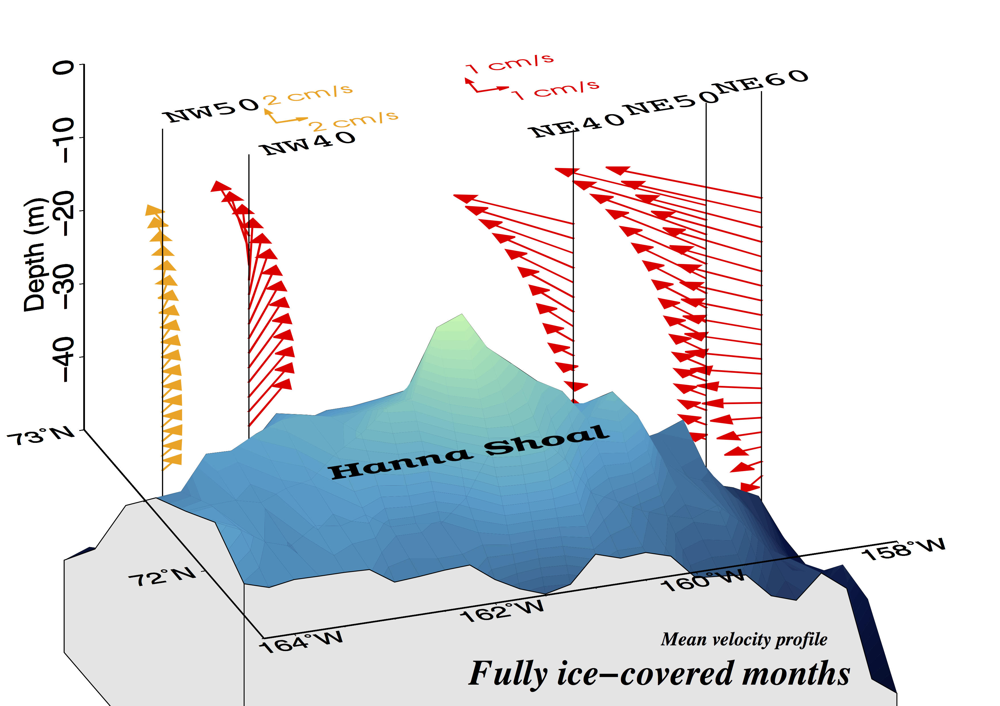 0
−10
−20
−30
−40
Depth (m)
1 cm/s
1 cm/s
2 cm/s
2 cm/s
NW50
NW40
NE40
NE50
NE60
Hanna Shoal
73°N
72°N
164°W
162°W
160°W
158°W
Mean velocity profile
Fully ice−covered months